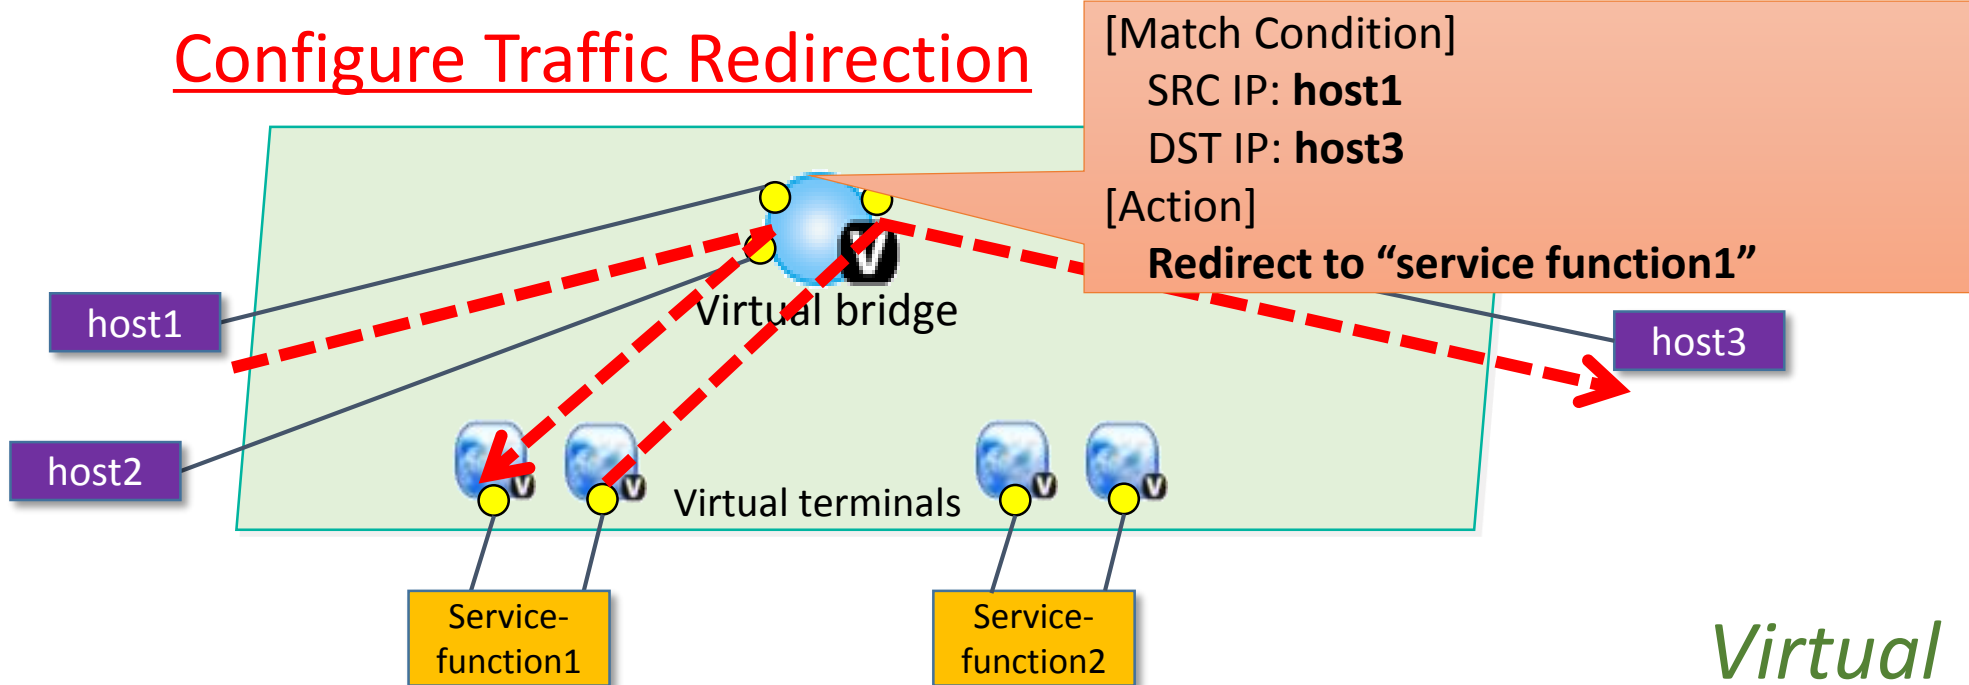 Configure Traffic Redirection
[Match Condition]
SRC IP: host1
DST IP: host3
[Action]
Redirect to “service function1”
Virtual bridge
host1
host3
host2
V
V
V
Virtual terminals
V
V
Service-
function1
Service-
function2
Virtual